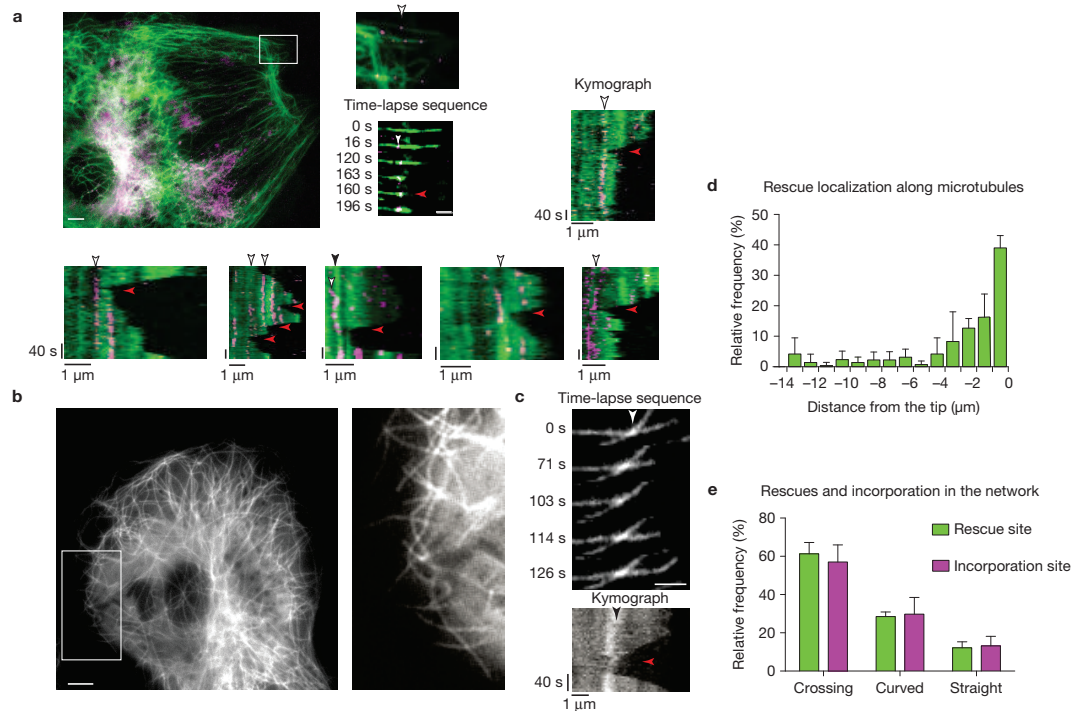 a
Time-lapse sequence
0 s
16 s
120 s
163 s
160 s
196 s
Kymograph
40 s
1 μm
40 s
1 μm
1 μm
1 μm
1 μm
1 μm
b
c
Time-lapse sequence
0 s
71 s
103 s
114 s
126 s
Kymograph
40 s
1 μm
d
Rescue localization along microtubules
Relative frequency (%)
50
40
30
20
10
0
−14 −12 −10 −8 −6 −4 −2 0
Distance from the tip (μm)
e
Rescues and incorporation in the network
Relative frequency (%)
80
60
40
20
0
Rescue site
Incorporation site
Crossing Curved Straight